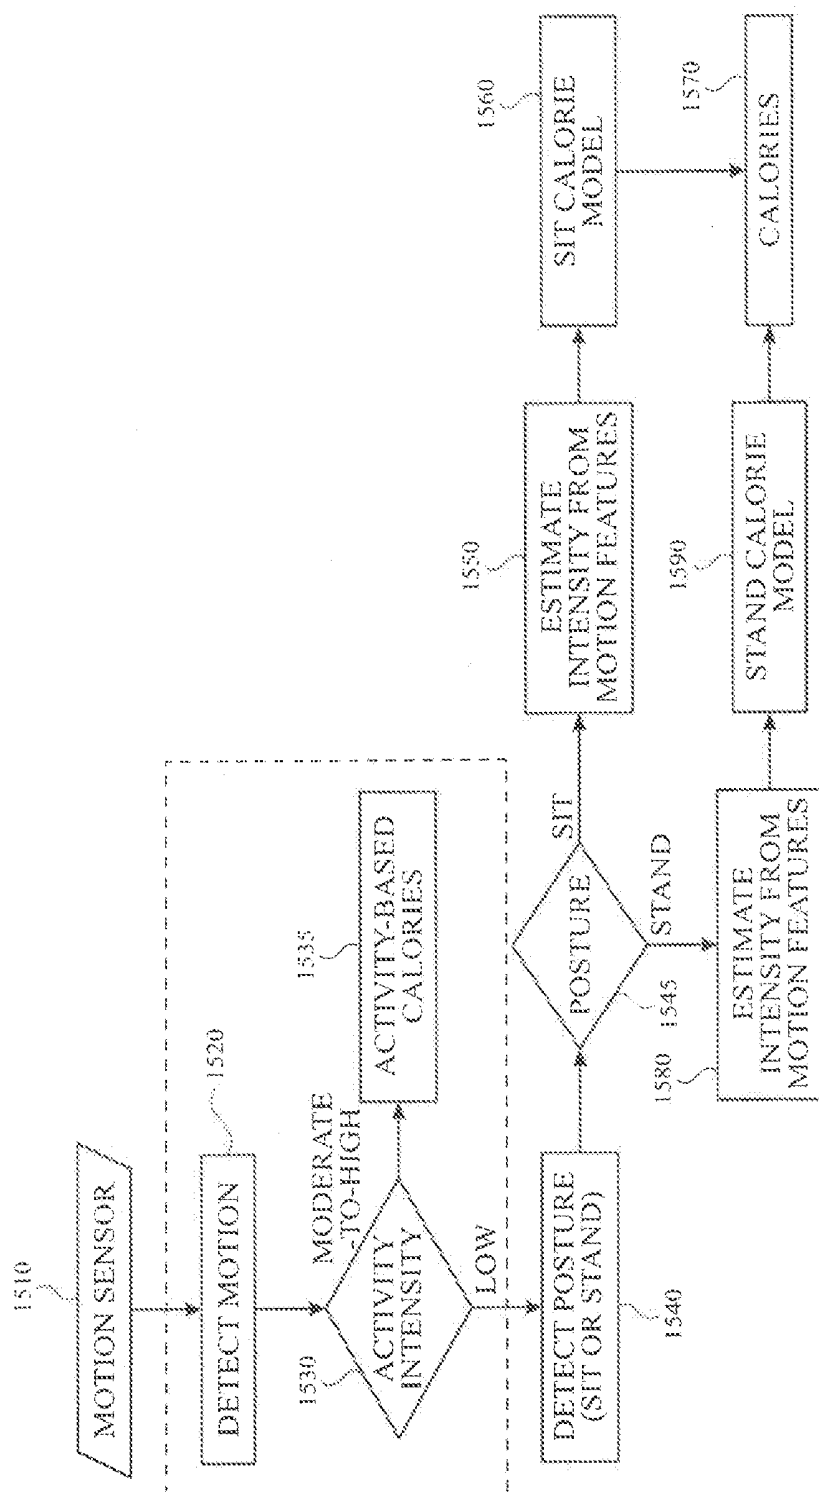 1510
MOTION SENSOR
1520
DETECT MOTION
1530
ACTIVITY
INTENSITY
MODERATE
-TO-HIGH
1535
ACTIVITY-BASED
CALORIES
LOW
DETECT POSTURE
(SIT OR STAND)
1540
POSTURE
1545
SIT
STAND
1550
ESTIMATE
INTENSITY FROM
MOTION FEATURES
1560
SIT CALORIE
MODEL
1580
ESTIMATE
INTENSITY FROM
MOTION FEATURES
1590
STAND CALORIE
MODEL
1570
CALORIES